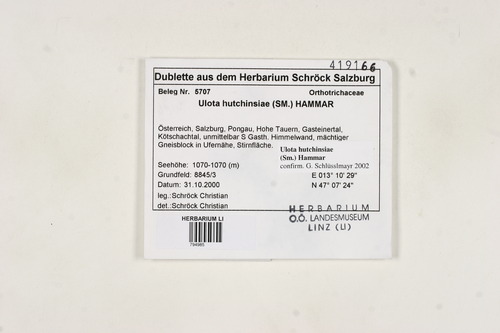 419166
Dublette aus dem Herbarium Schröck Salzburg
Beleg Nr. 5707 Orthotrichaceae
Ulota hutchinsiae (SM.) HAMMAR
Österreich, Salzburg, Pongau, Hohe Tauern, Gasteinertal,
Kötschachtal, unmittelbar S Gasth. Himmelwand, mächtiger
Gneisblock in Ufernähe, Stirnfläche.
Ulota hutchinsiae
(Sm.) Hammar
confirm. G. Schlüsslmayr 2002
Seehöhe: 1070-1070 (m)
Grundfeld: 8845/3 E 013° 10' 29"
Datum: 31.10.2000 N 47° 07' 24"
leg.: Schröck Christian
det.: Schröck Christian
HERBARIUM LI
784985
HERBARIUM
O.Ö. LANDESMUSEUM
LINZ (LI)